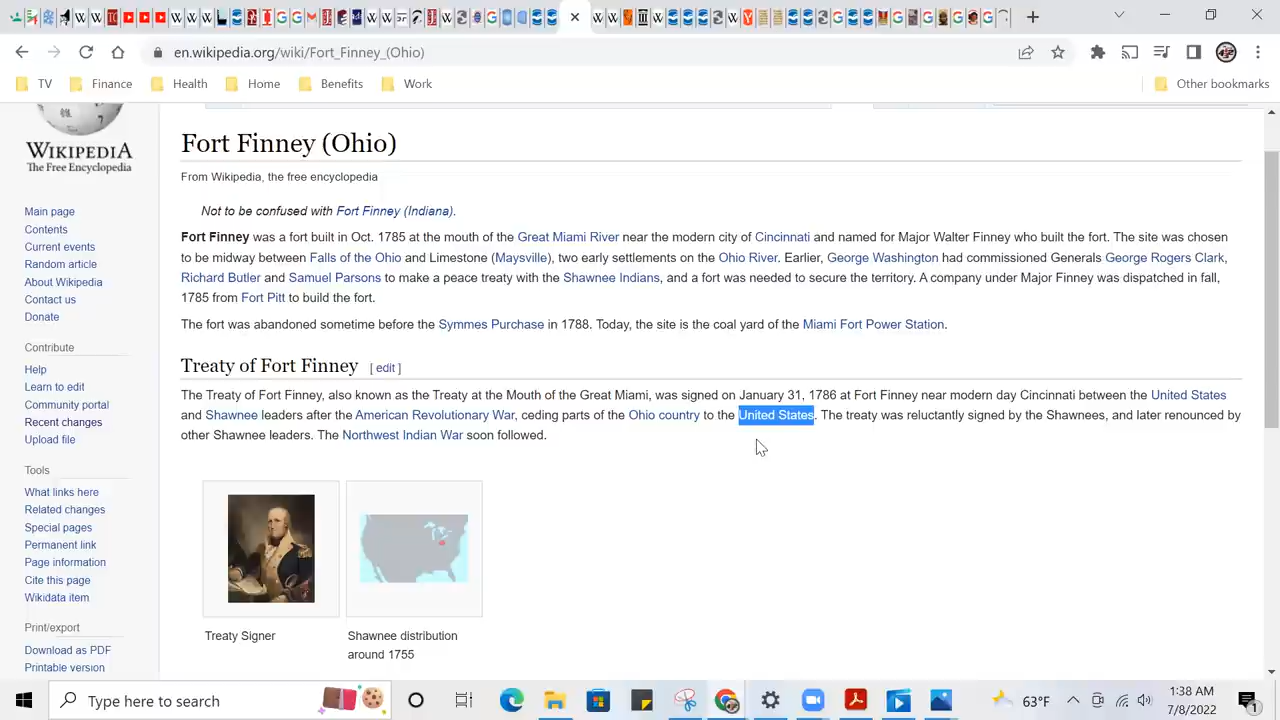 en.wikipedia.org/wiki/Fort_Finney_(Ohio)
TV Finance Health Home Benefits Work Other bookmarks
WIKIPEDIA
The Free Encyclopedia
Main page
Contents
Current events
Random article
About Wikipedia
Contact us
Donate
Contribute
Help
Learn to edit
Community portal
Recent changes
Upload file
Tools
What links here
Related changes
Special pages
Permanent link
Page information
Cite this page
Wikidata item
Print/export
Download as PDF
Printable version
Fort Finney (Ohio)
From Wikipedia, the free encyclopedia
Not to be confused with Fort Finney (Indiana).
Fort Finney was a fort built in Oct. 1785 at the mouth of the Great Miami River near the modern city of Cincinnati and named for Major Walter Finney who built the fort. The site was chosen
to be midway between Falls of the Ohio and Limestone (Maysville), two early settlements on the Ohio River. Earlier, George Washington had commissioned Generals George Rogers Clark,
Richard Butler and Samuel Parsons to make a peace treaty with the Shawnee Indians, and a fort was needed to secure the territory. A company under Major Finney was dispatched in fall,
1785 from Fort Pitt to build the fort.
The fort was abandoned sometime before the Symmes Purchase in 1788. Today, the site is the coal yard of the Miami Fort Power Station.
Treaty of Fort Finney [ edit ]
The Treaty of Fort Finney, also known as the Treaty at the Mouth of the Great Miami, was signed on January 31, 1786 at Fort Finney near modern day Cincinnati between the United States
and Shawnee leaders after the American Revolutionary War, ceding parts of the Ohio country to the United States. The treaty was reluctantly signed by the Shawnees, and later renounced by
other Shawnee leaders. The Northwest Indian War soon followed.
Treaty Signer
Shawnee distribution
around 1755
Type here to search
63°F
1:38 AM
7/8/2022
1